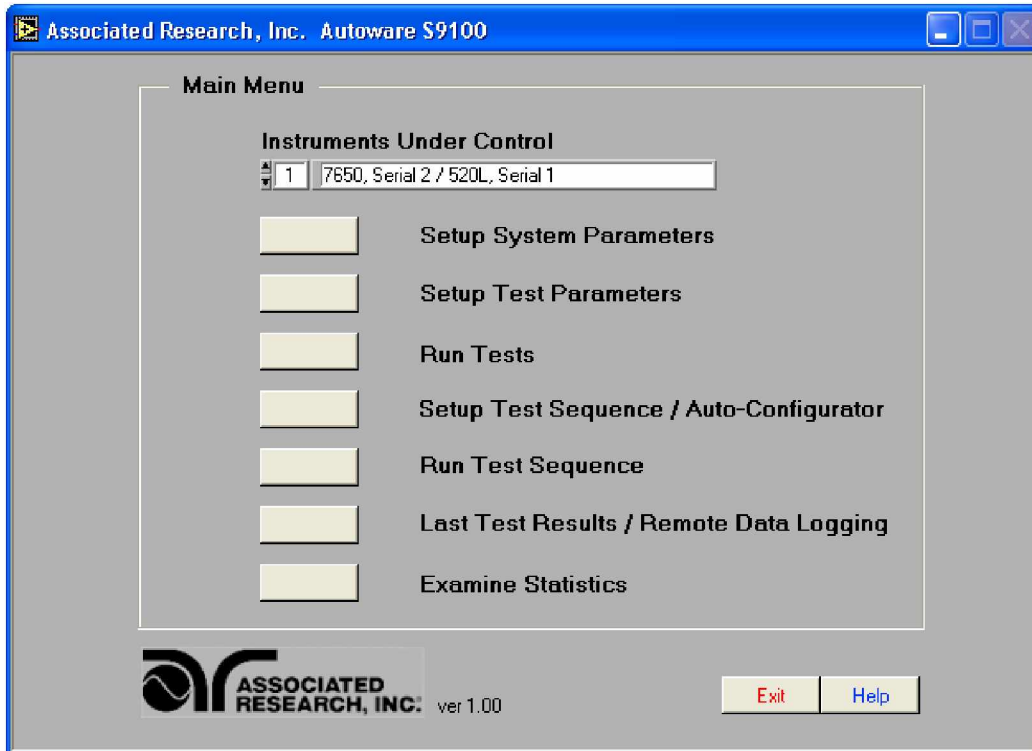 Associated Research, Inc. Autoware S9100
Main Menu
Instruments Under Control
1 7650, Serial 2 / 520L, Serial 1
Setup System Parameters
Setup Test Parameters
Run Tests
Setup Test Sequence / Auto-Configurator
Run Test Sequence
Last Test Results / Remote Data Logging
Examine Statistics
ASSOCIATED
RESEARCH, INC. ver 1.00
Exit Help